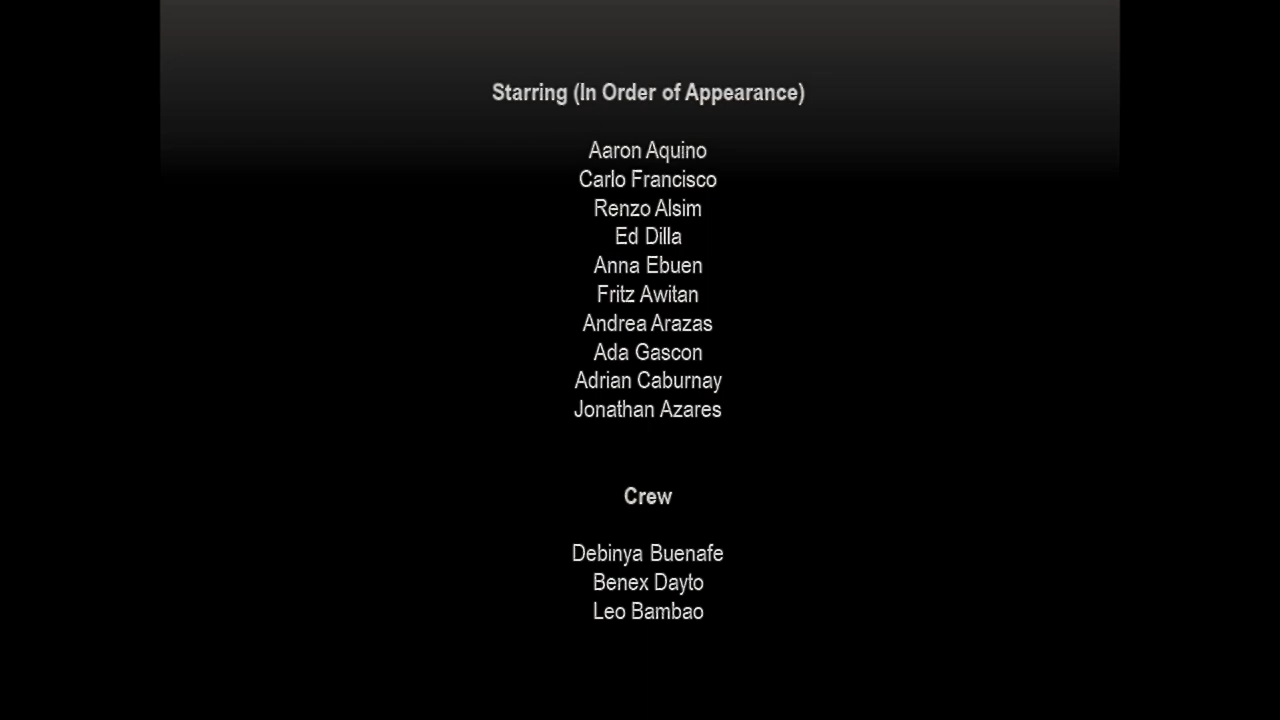 Starring (In Order of Appearance)
Aaron Aquino
Carlo Francisco
Renzo Alsim
Ed Dilla
Anna Ebuen
Fritz Awitan
Andrea Arazas
Ada Gascon
Adrian Caburnay
Jonathan Azares
Crew
Debinya Buenafe
Benex Dayto
Leo Bambao